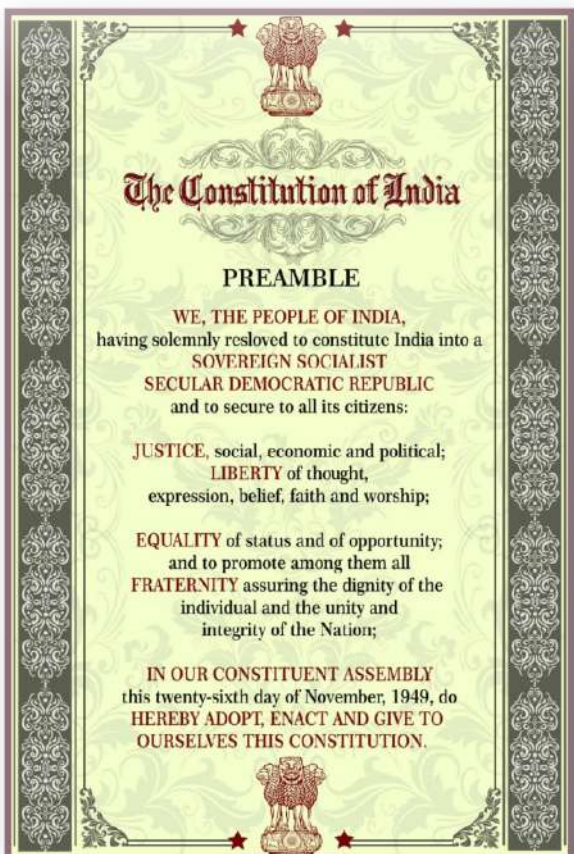 The Constitution of India
PREAMBLE
WE, THE PEOPLE OF INDIA,
having solemnly resloved to constitute India into a
SOVEREIGN SOCIALIST
SECULAR DEMOCRATIC REPUBLIC
and to secure to all its citizens:
JUSTICE, social, economic and political;
LIBERTY of thought,
expression, belief, faith and worship;
EQUALITY of status and of opportunity;
and to promote among them all
FRATERNITY assuring the dignity of the
individual and the unity and
integrity of the Nation;
IN OUR CONSTITUENT ASSEMBLY
this twenty-sixth day of November, 1949, do
HEREBY ADOPT, ENACT AND GIVE TO
OURSELVES THIS CONSTITUTION.